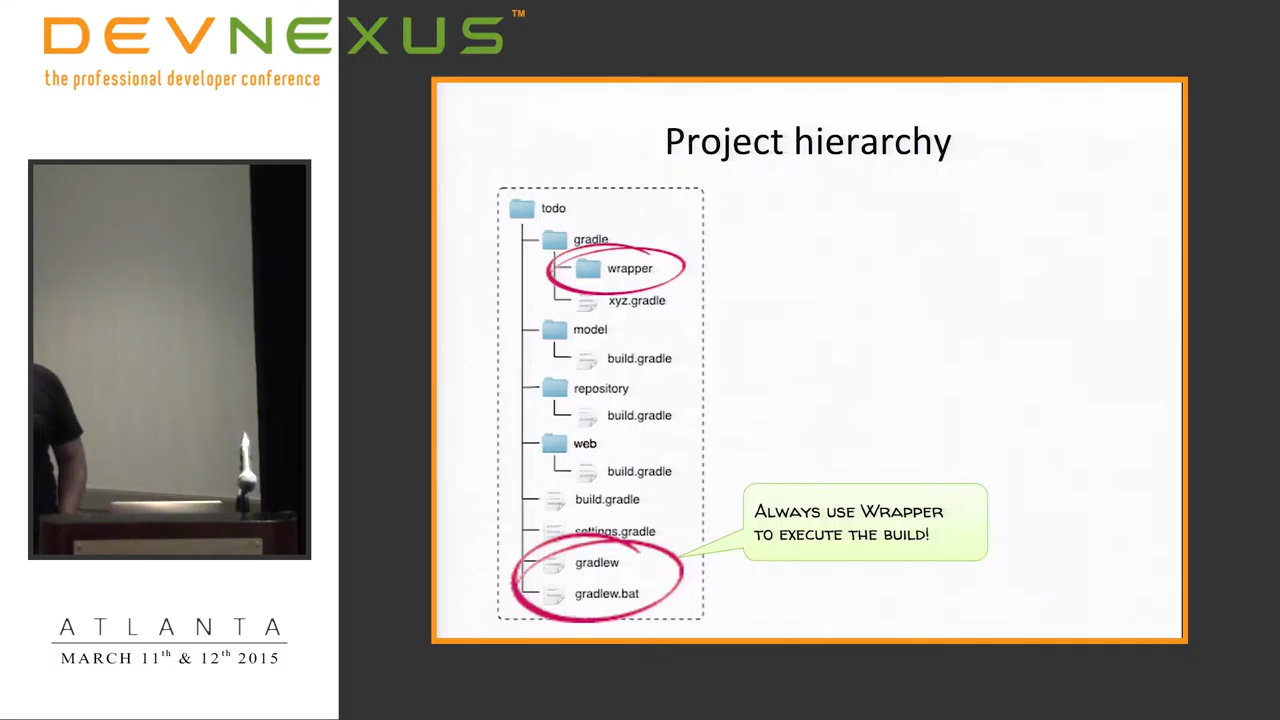 DEVNEXUS™
the professional developer conference
Project hierarchy
todo
gradle
wrapper
xyz.gradle
model
build.gradle
repository
build.gradle
web
build.gradle
build.gradle
settings.gradle
gradlew
gradlew.bat
ALWAYS USE WRAPPER
TO EXECUTE THE BUILD!
ATLANTA
MARCH 11th & 12th 2015